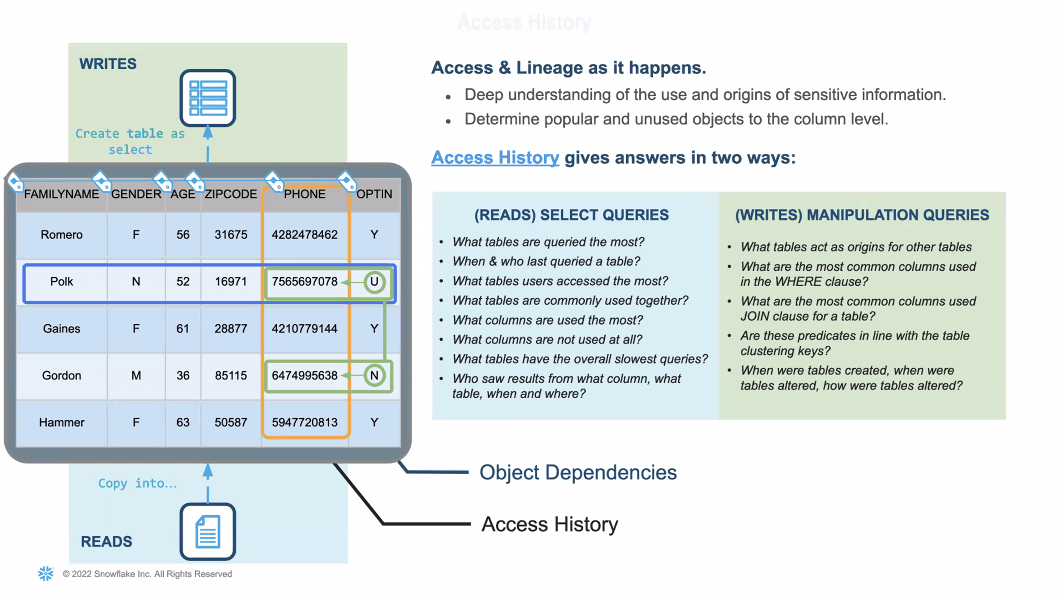 Access History
WRITES
Create table as
select
FAMILYNAME GENDER AGE ZIPCODE PHONE OPTIN
Romero F 56 31675 4282478462 Y
Polk N 52 16971 7565697078 U
Gaines F 61 28877 4210779144 Y
Gordon M 36 85115 6474995638 N
Hammer F 63 50587 5947720813 Y
Copy into...
READS
© 2022 Snowflake Inc. All Rights Reserved
Access & Lineage as it happens.
• Deep understanding of the use and origins of sensitive information.
• Determine popular and unused objects to the column level.
Access History gives answers in two ways:
(READS) SELECT QUERIES
• What tables are queried the most?
• When & who last queried a table?
• What tables users accessed the most?
• What tables are commonly used together?
• What columns are used the most?
• What columns are not used at all?
• What tables have the overall slowest queries?
• Who saw results from what column, what
table, when and where?
(WRITES) MANIPULATION QUERIES
• What tables act as origins for other tables
• What are the most common columns used
in the WHERE clause?
• What are the most common columns used
JOIN clause for a table?
• Are these predicates in line with the table
clustering keys?
• When were tables created, when were
tables altered, how were tables altered?
Object Dependencies
Access History